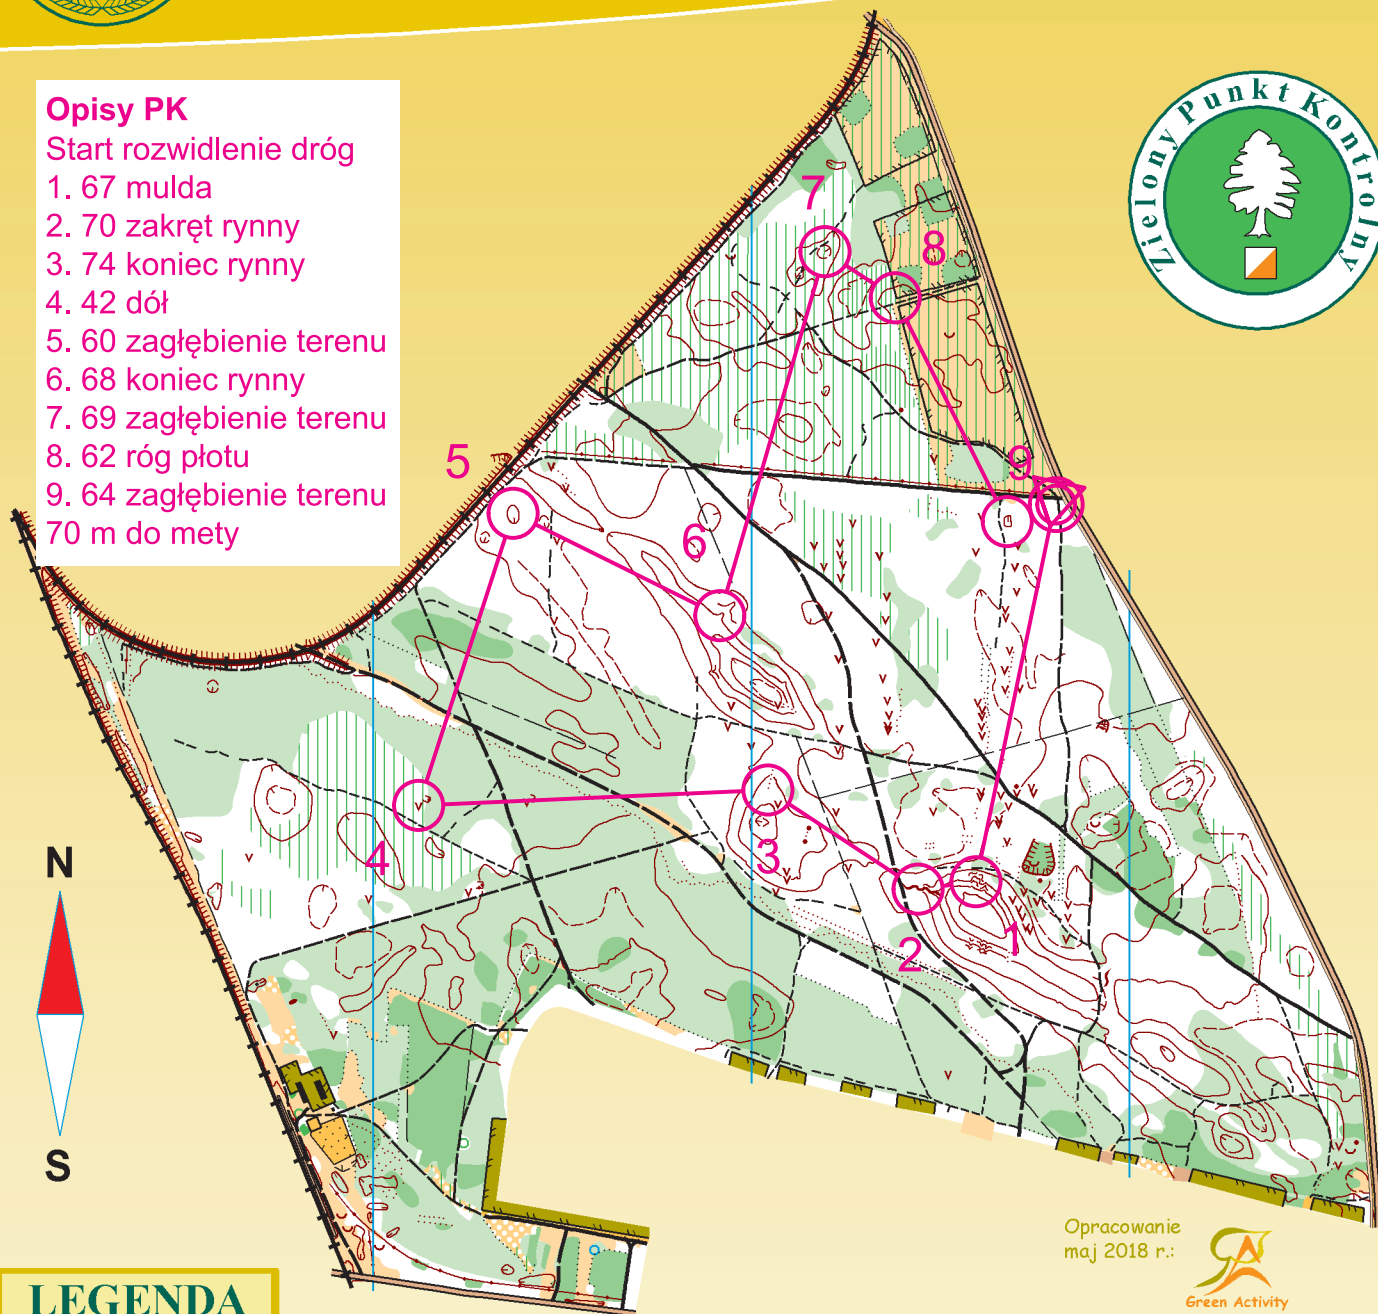 Opisy PK
Start rozwidlenie dróg
1. 67 mulda
2. 70 zakręt rynny
3. 74 koniec rynny
4. 42 dół
5. 60 zagłębienie terenu
6. 68 koniec rynny
7. 69 zagłębienie terenu
8. 62 róg płotu
9. 64 zagłębienie terenu
70 m do mety
Zielony Punkt Kontrolny
7
8
5
9
6
4
3
2
1
N
S
Opracowanie
maj 2018 r.:
GA
Green Activity
LEGENDA